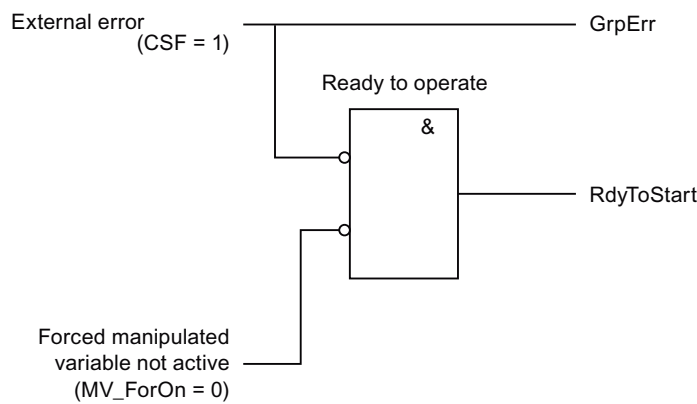 External error
(CSF = 1)
GrpErr
Ready to operate
&
RdyToStart
Forced manipulated
variable not active
(MV_ForOn = 0)